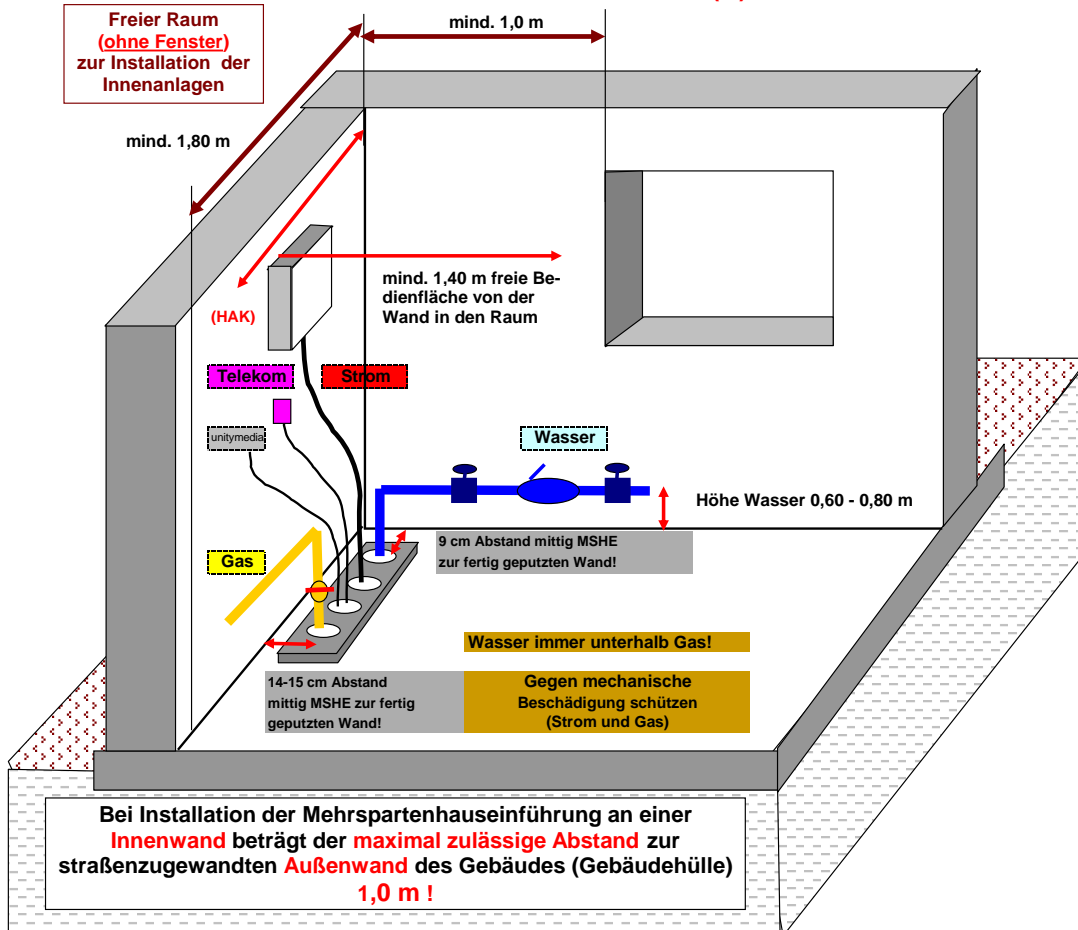 mind. 1,0 m
Freier Raum
(ohne Fenster)
zur Installation der
Innenanlagen
mind. 1,80 m
mind. 1,40 m freie Be-
dienfläche von der
Wand in den Raum
(HAK)
Telekom
Strom
unitymedia
Wasser
Höhe Wasser 0,60 - 0,80 m
9 cm Abstand mittig MSHE
zur fertig geputzten Wand!
Gas
Wasser immer unterhalb Gas!
14-15 cm Abstand
mittig MSHE zur fertig
geputzten Wand!
Gegen mechanische
Beschädigung schützen
(Strom und Gas)
Bei Installation der Mehrspartenhauseinführung an einer
Innenwand beträgt der maximal zulässige Abstand zur
straßenzugewandten Außenwand des Gebäudes (Gebäudehülle)
1,0 m !